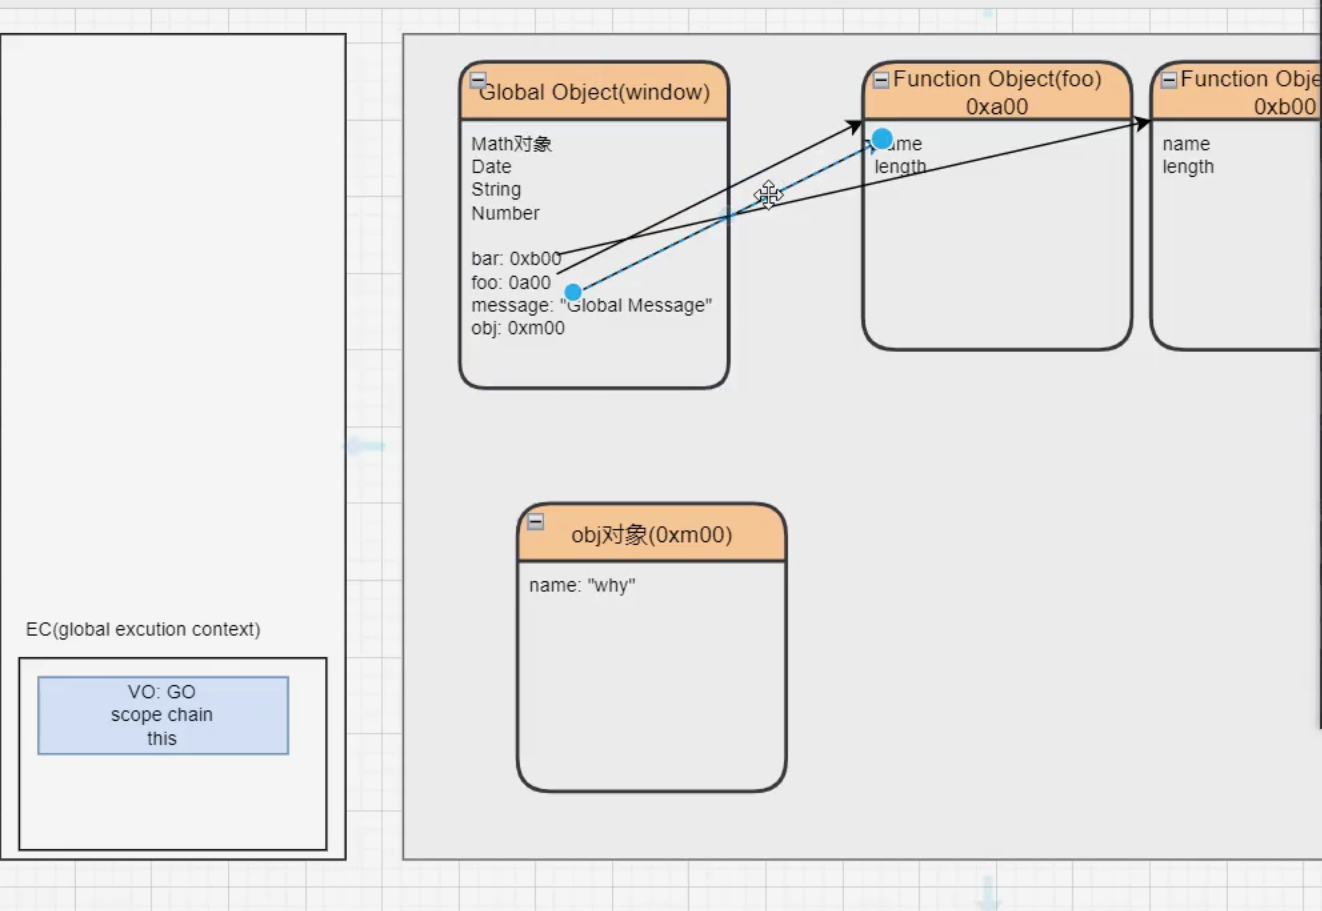 Global Object(window)
Math对象
Date
String
Number
bar: 0xb00
foo: 0a00
message: "Global Message"
obj: 0xm00
Function Object(foo)
0xa00
name
length
Function Obje
0xb00
name
length
obj对象(0xm00)
name: "why"
EC(global excution context)
VO: GO
scope chain
this